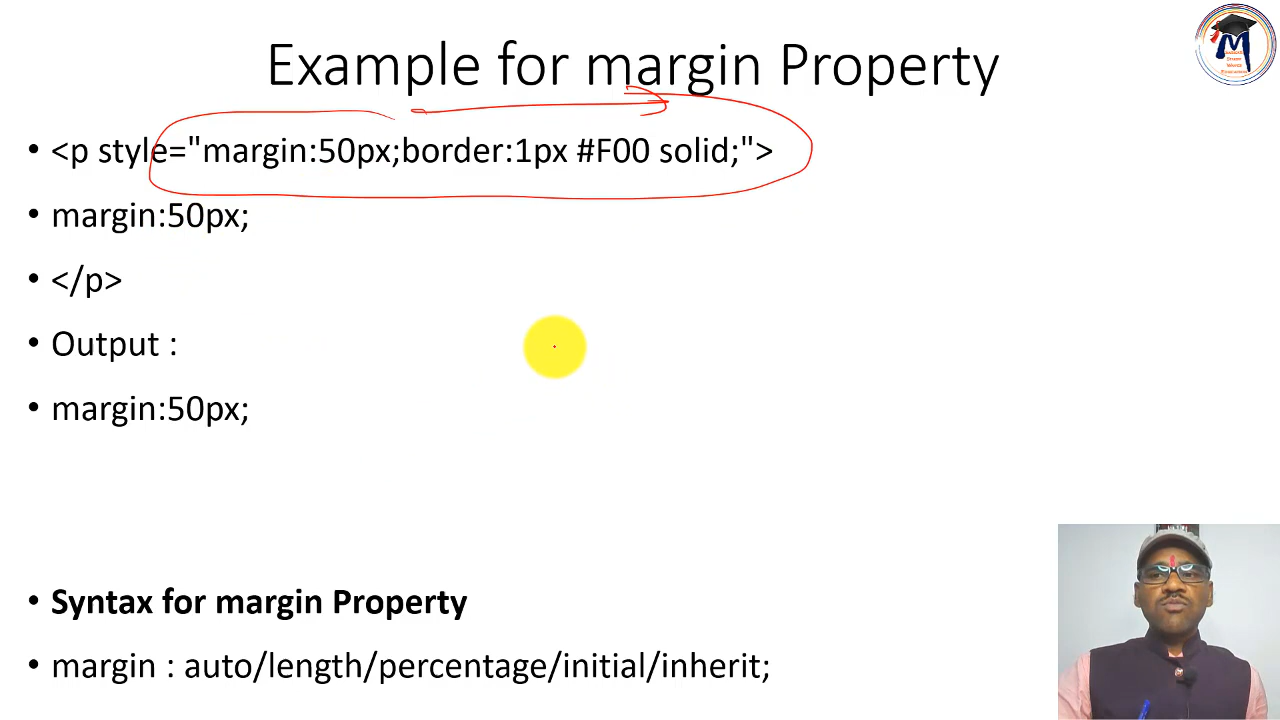 Example for margin Property
• <p style="margin:50px;border:1px #F00 solid;">
• margin:50px;
• </p>
• Output :
• margin:50px;
• Syntax for margin Property
• margin : auto/length/percentage/initial/inherit;
M